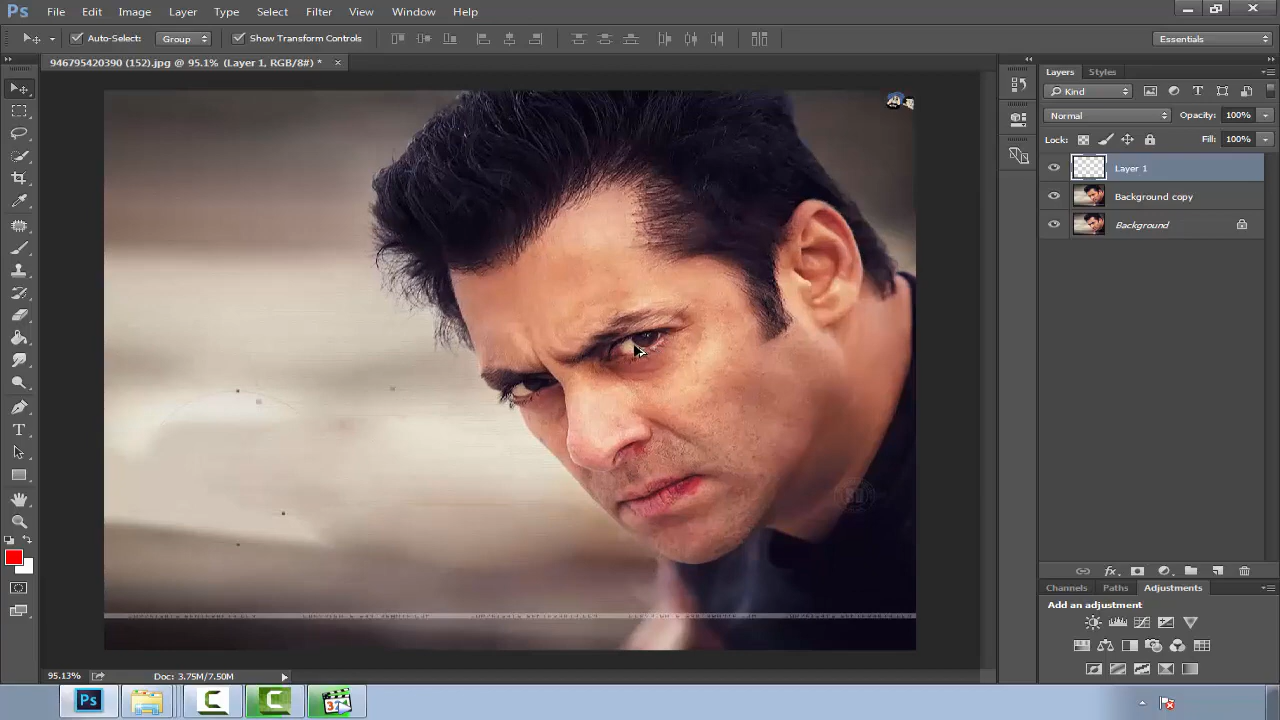 Ps File Edit Image Layer Type Select Filter View Window Help
Auto-Select: Group Show Transform Controls Essentials
946795420390 (152).jpg @ 95.1% (Layer 1, RGB/8#) * ×
Layers Styles
Kind
Normal Opacity: 100%
Lock: Fill: 100%
Layer 1
Background copy
Background
fx
Channels Paths Adjustments
Add an adjustment
95.13% Doc: 3.75M/7.50M
Ps